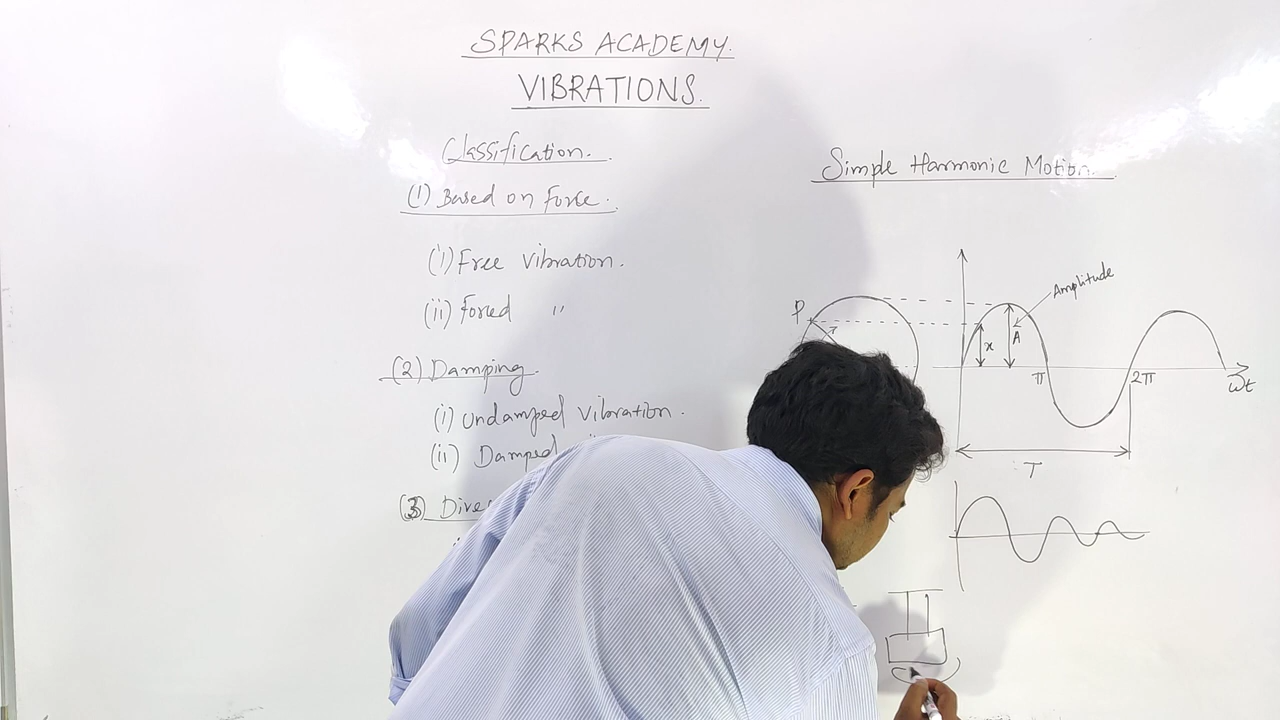 SPARKS ACADEMY.
VIBRATIONS.
Classification.
(1) Based on Force.
(i) Free Vibration.
(ii) Forced "
(2) Damping
(i) Undamped Vibration.
(ii) Damped
(3)
Simple Harmonic Motion.
Amplitude
P
r
x
A
π
2π
ωt
T